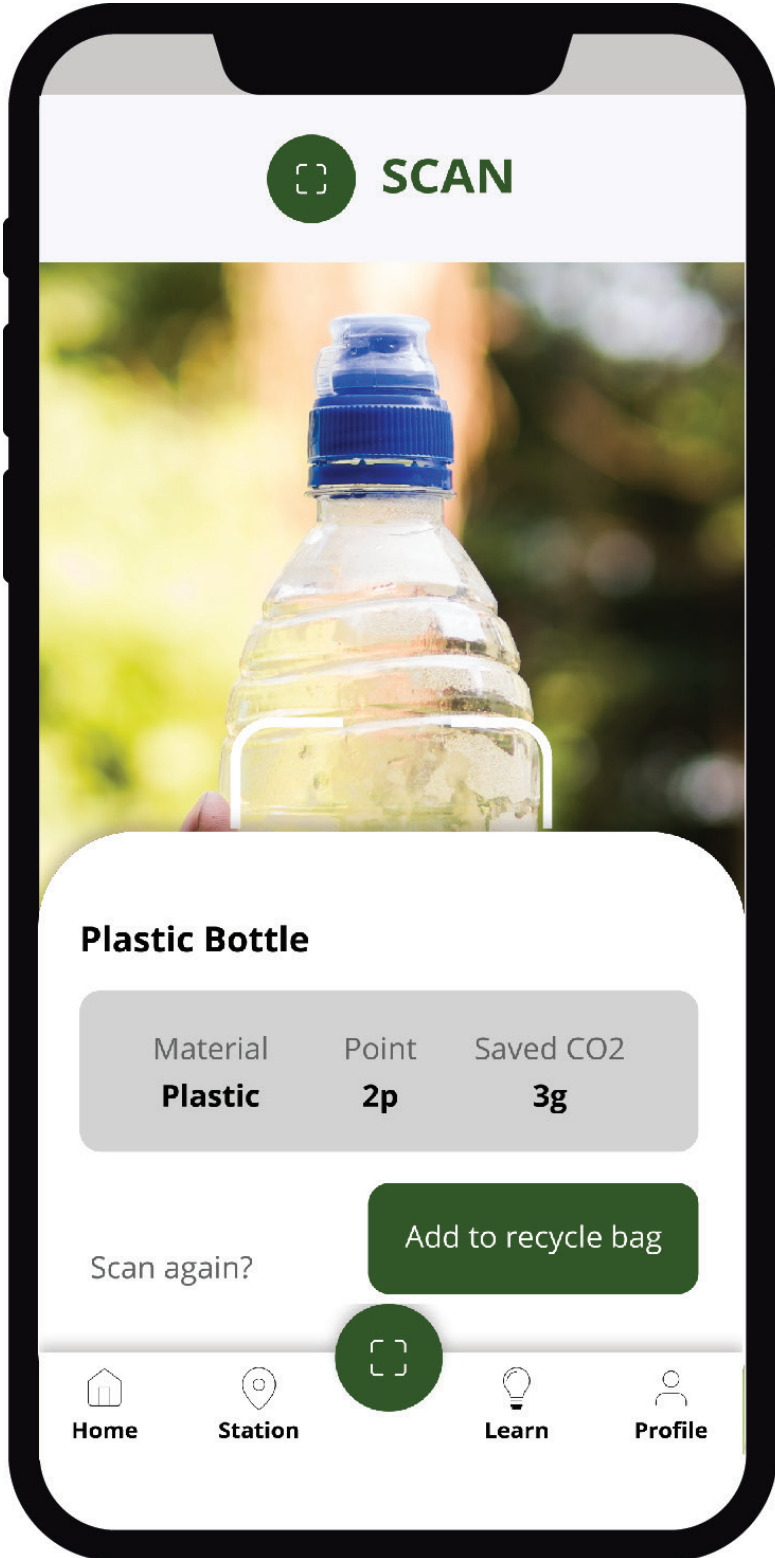 SCAN
Plastic Bottle
Material Point Saved CO2
Plastic 2p 3g
Add to recycle bag
Scan again?
Home Station Learn Profile